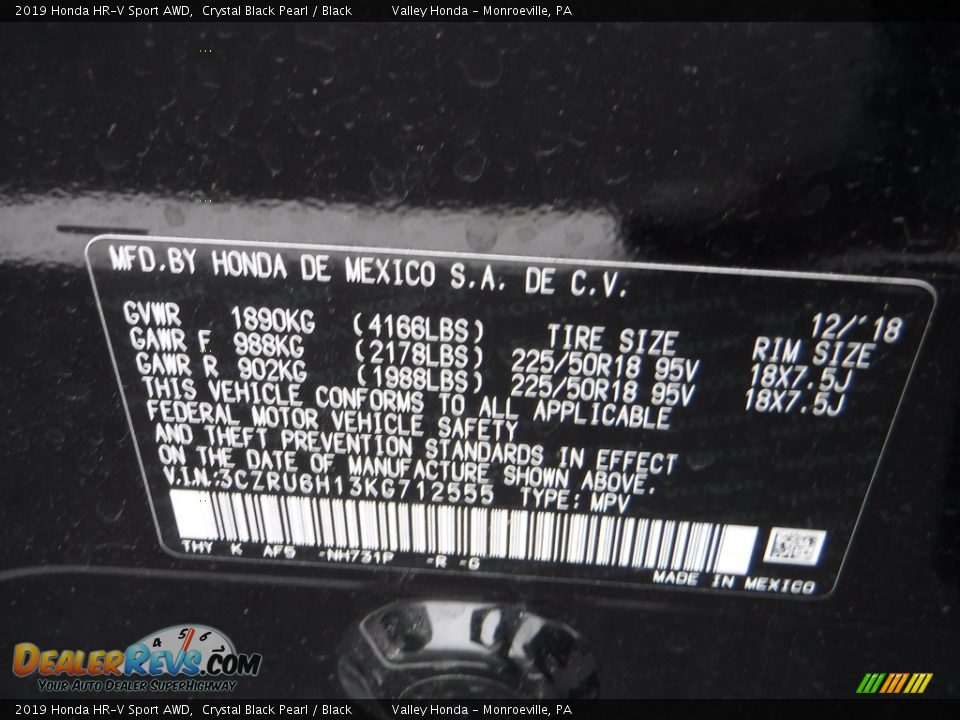 2019 Honda HR-V Sport AWD, Crystal Black Pearl / Black Valley Honda - Monroeville, PA
MFD.BY HONDA DE MEXICO S.A. DE C.V.
12/'18
GVWR 1890KG (4166LBS) TIRE SIZE RIM SIZE
GAWR F 988KG (2178LBS) 225/50R18 95V 18X7.5J
GAWR R 902KG (1988LBS) 225/50R18 95V 18X7.5J
THIS VEHICLE CONFORMS TO ALL APPLICABLE
FEDERAL MOTOR VEHICLE SAFETY
AND THEFT PREVENTION STANDARDS IN EFFECT
ON THE DATE OF MANUFACTURE SHOWN ABOVE.
V.I.N.:3CZRU6H13KG712555 TYPE: MPV
THY K AF5 -NH731P -R -G
MADE IN MEXICO
4 5 6
DEALERREVS.COM
YOUR AUTO DEALER SUPERHIGHWAY
2019 Honda HR-V Sport AWD, Crystal Black Pearl / Black Valley Honda - Monroeville, PA